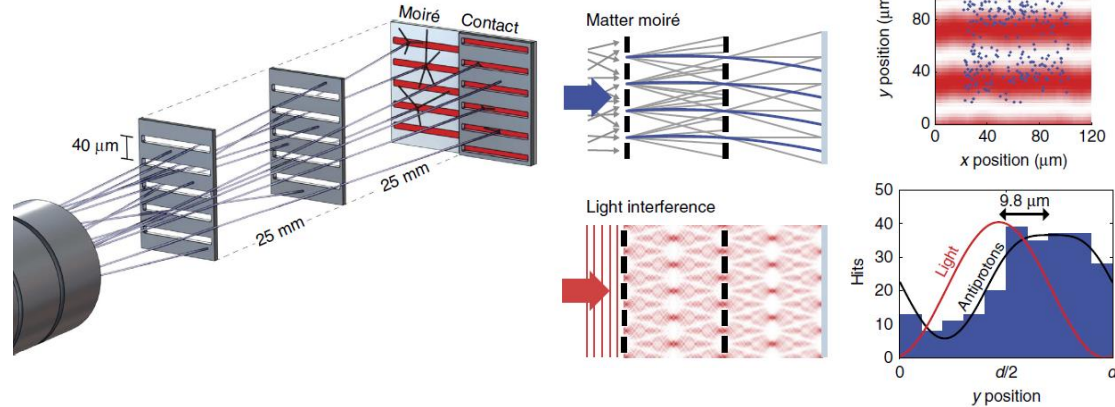 Moiré
Contact
40 μm
25 mm
25 mm
Matter moiré
Light interference
y position (μm)
80
40
0
0
40
80
120
x position (μm)
50
40
30
20
10
0
Hits
9.8 μm
Light
Antiprotons
0
d/2
d
y position